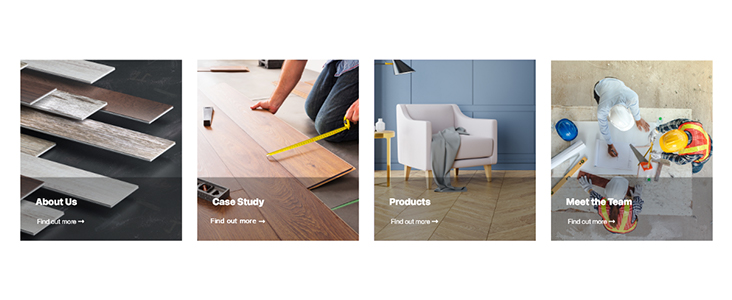 About Us
Find out more →
Case Study
Find out more →
Products
Find out more →
Meet the Team
Find out more →